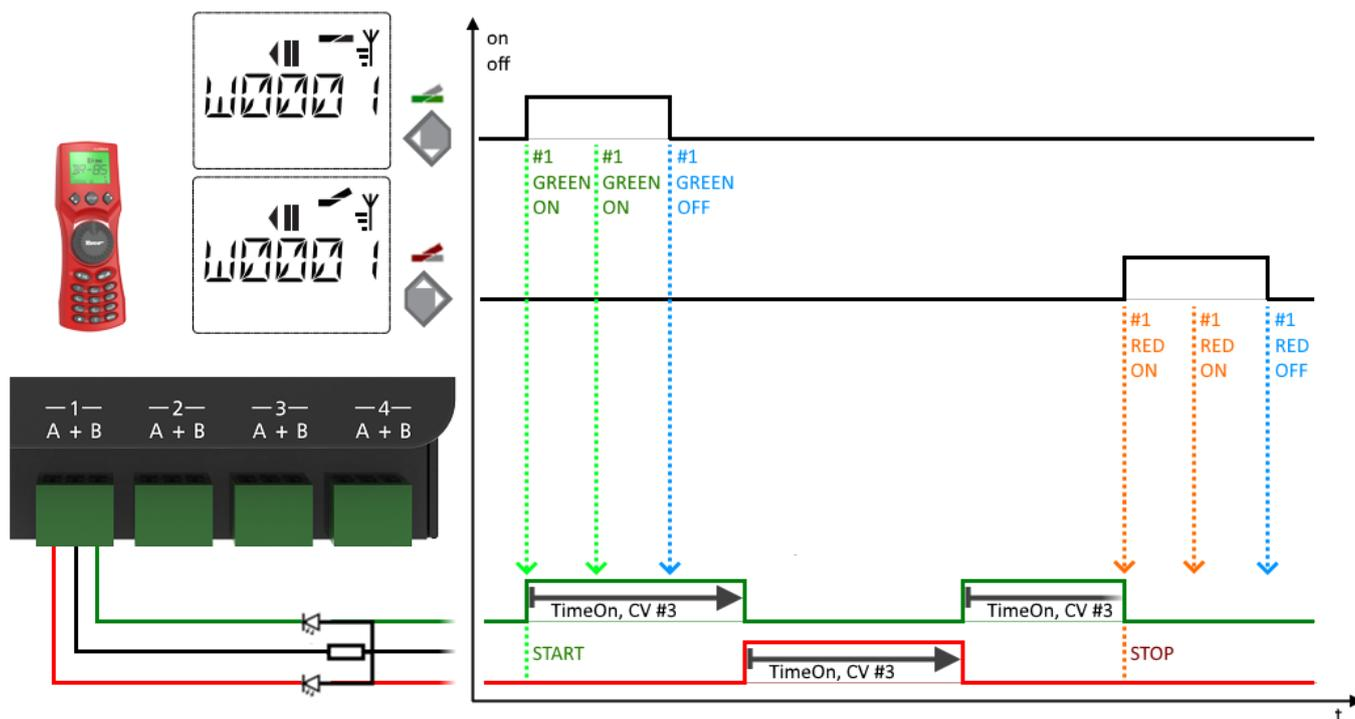 W000 1
W000 1
on
off
#1
GREEN
ON
#1
GREEN
ON
#1
GREEN
OFF
#1
RED
ON
#1
RED
ON
#1
RED
OFF
—1— —2— —3— —4—
A + B A + B A + B A + B
TimeOn, CV #3
TimeOn, CV #3
START
STOP
TimeOn, CV #3
t